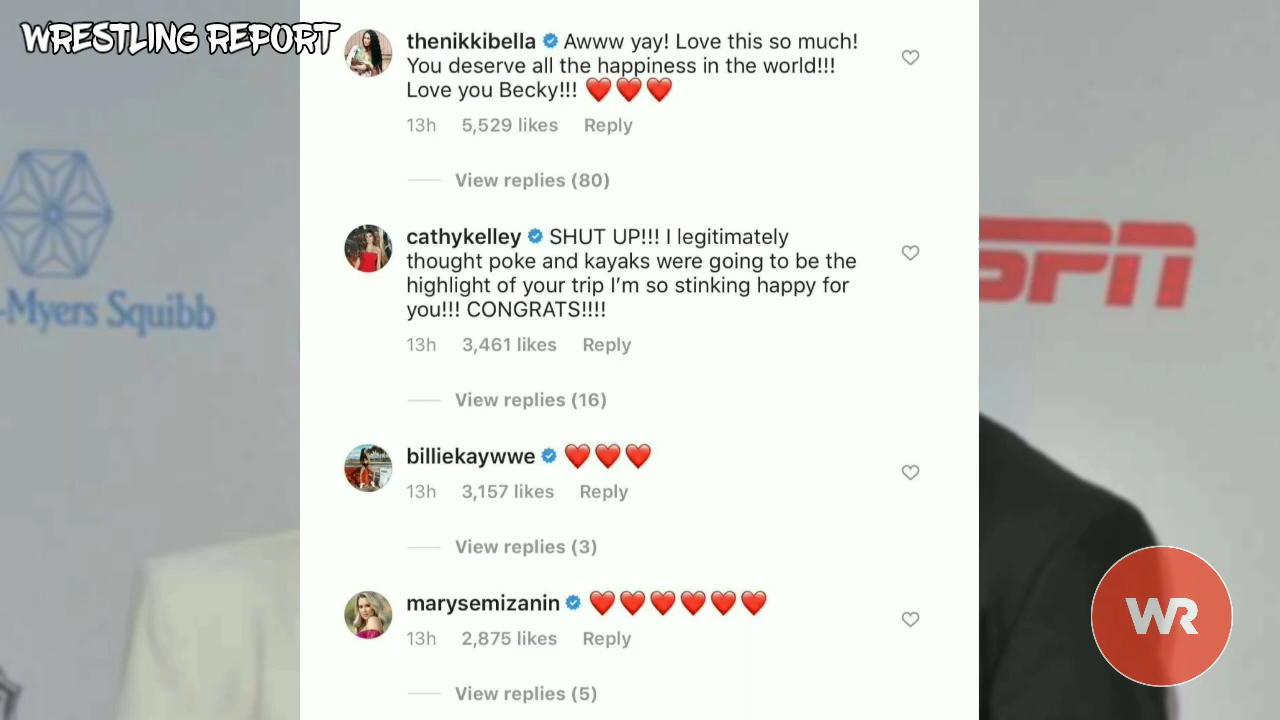 WRESTLING REPORT
thenikkibella Awww yay! Love this so much!
You deserve all the happiness in the world!!!
Love you Becky!!! ❤️❤️❤️
13h 5,529 likes Reply
View replies (80)
cathykelley SHUT UP!!! I legitimately
thought poke and kayaks were going to be the
highlight of your trip I’m so stinking happy for
you!!! CONGRATS!!!!
13h 3,461 likes Reply
View replies (16)
billiekaywwe ❤️❤️❤️
13h 3,157 likes Reply
View replies (3)
marysemizanin ❤️❤️❤️❤️❤️❤️
13h 2,875 likes Reply
View replies (5)
-Myers Squibb
ESPN
WR